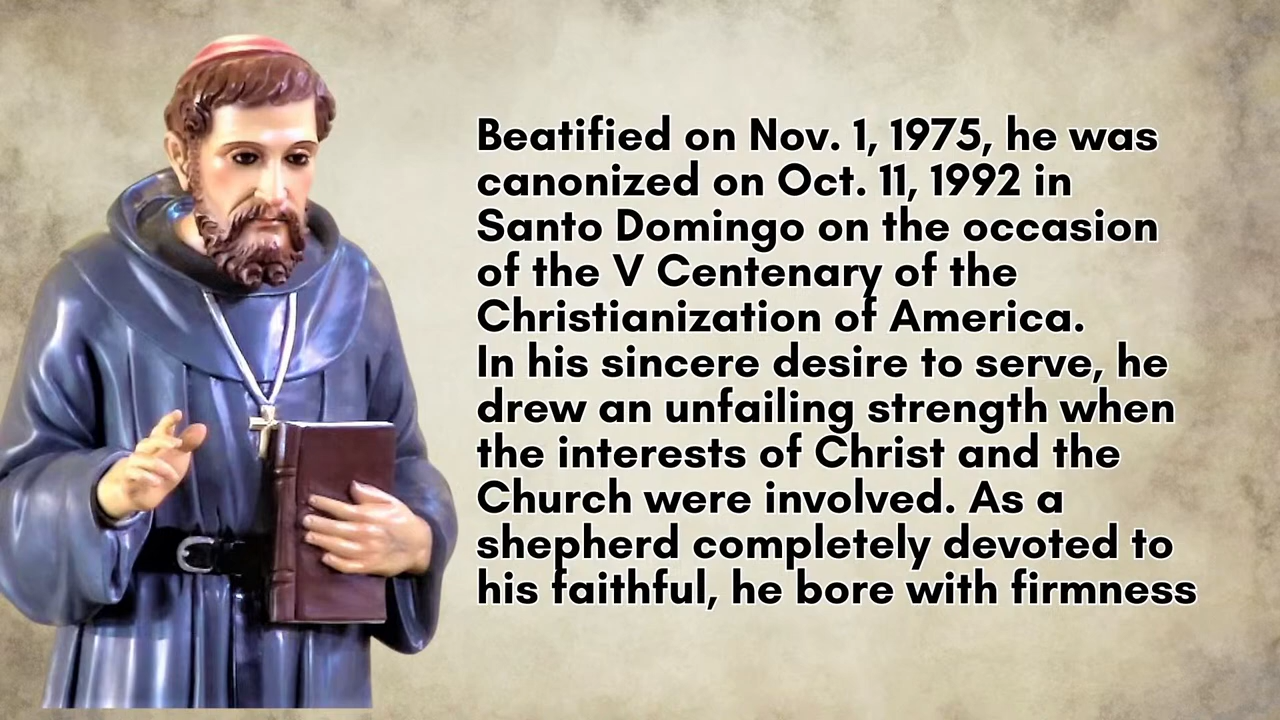 Beatified on Nov. 1, 1975, he was
canonized on Oct. 11, 1992 in
Santo Domingo on the occasion
of the V Centenary of the
Christianization of America.
In his sincere desire to serve, he
drew an unfailing strength when
the interests of Christ and the
Church were involved. As a
shepherd completely devoted to
his faithful, he bore with firmness